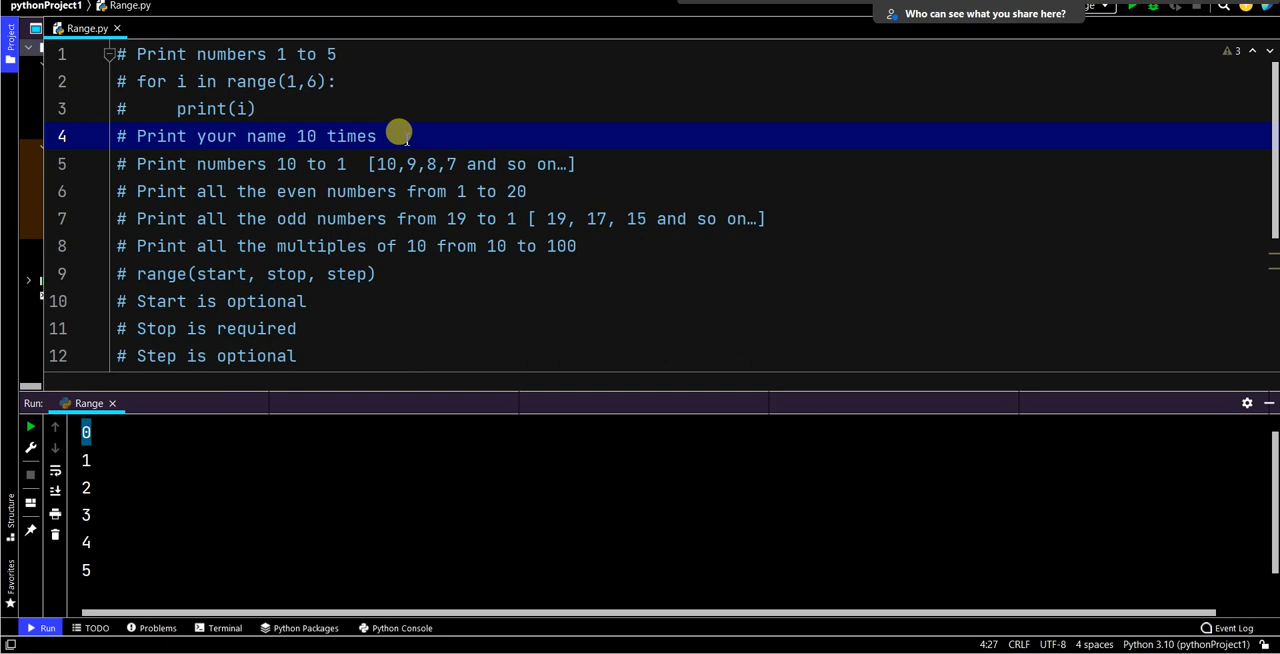 pythonProject1 > Range.py
Who can see what you share here?
Project
Range.py
3
1 # Print numbers 1 to 5
2 # for i in range(1,6):
3 #     print(i)
4 # Print your name 10 times
5 # Print numbers 10 to 1  [10,9,8,7 and so on…]
6 # Print all the even numbers from 1 to 20
7 # Print all the odd numbers from 19 to 1 [ 19, 17, 15 and so on…]
8 # Print all the multiples of 10 from 10 to 100
9 # range(start, stop, step)
10 # Start is optional
11 # Stop is required
12 # Step is optional
Run: Range
0
1
2
3
4
5
Structure
Favorites
Run TODO Problems Terminal Python Packages Python Console Event Log
4:27 CRLF UTF-8 4 spaces Python 3.10 (pythonProject1)